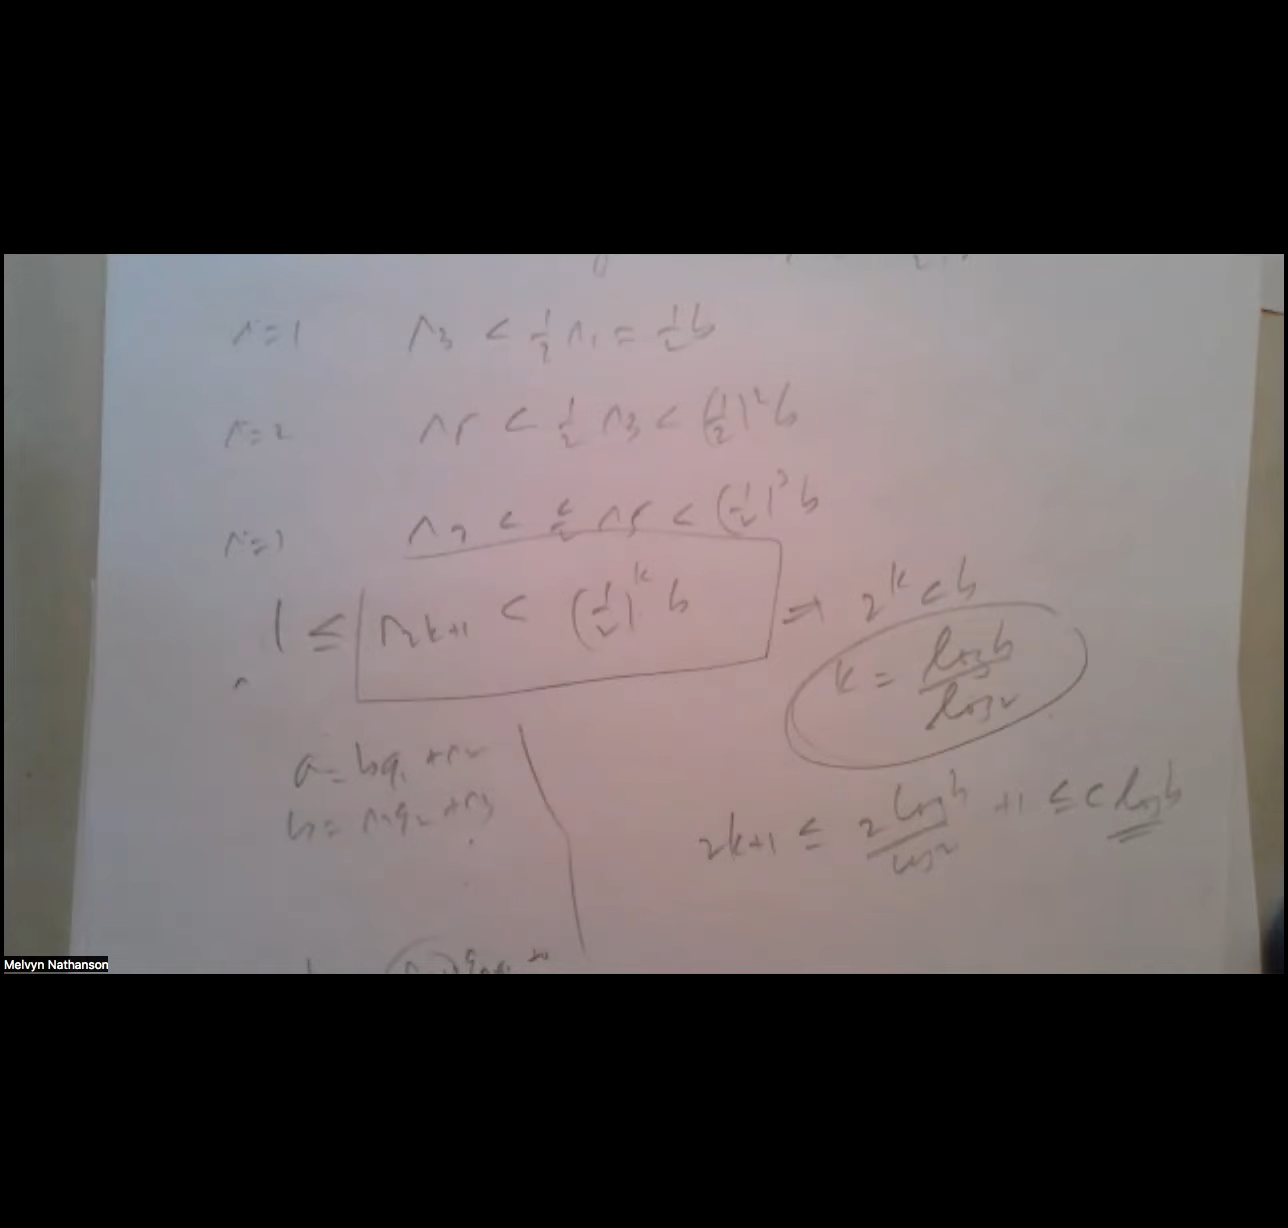 r=1 r₃ < ½ r₁ = ½ b
r=2 r₅ < ½ r₃ < (½)² b
r=3 r₇ < ½ r₅ < (½)³ b
1 ≤ r₂ₖ₊₁ < (½)ᵏ b ⇒ 2ᵏ < b
k = log b / log 2
a = bq₁ + r₂
b = r₂q₂ + r₃
2k+1 ≤ 2 log b / log 2 + 1 ≤ c log b
Melvyn Nathanson